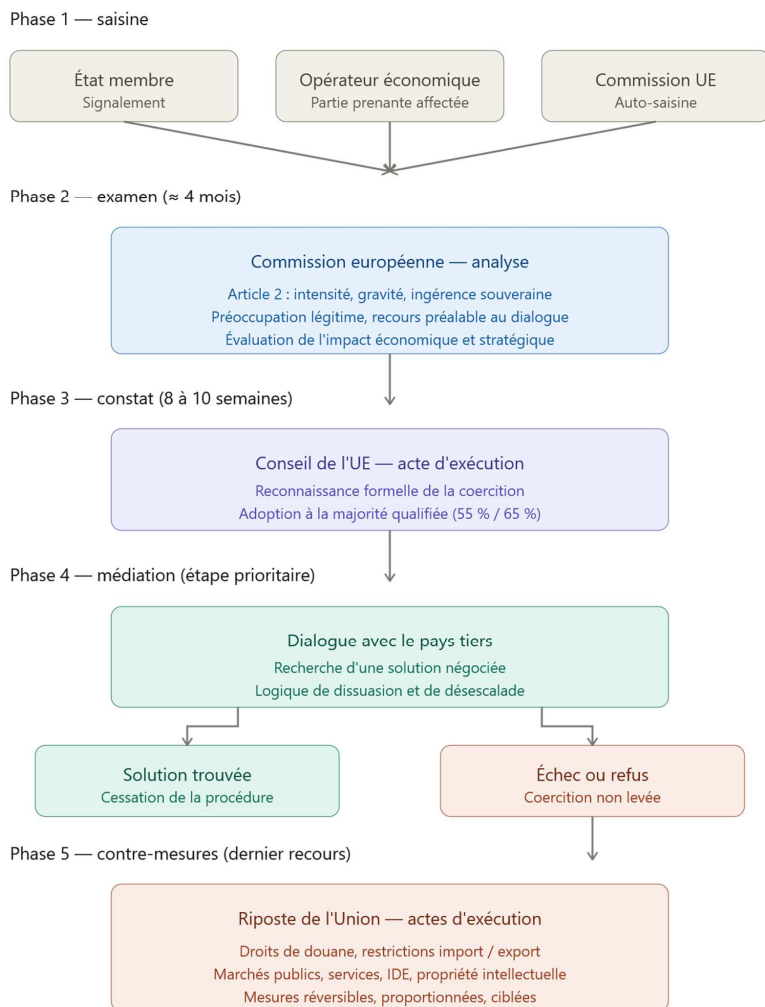 Phase 1 — saisine
État membre
Signalement
Opérateur économique
Partie prenante affectée
Commission UE
Auto-saisine
Phase 2 — examen (≈ 4 mois)
Commission européenne — analyse
Article 2 : intensité, gravité, ingérence souveraine
Préoccupation légitime, recours préalable au dialogue
Évaluation de l'impact économique et stratégique
Phase 3 — constat (8 à 10 semaines)
Conseil de l'UE — acte d'exécution
Reconnaissance formelle de la coercition
Adoption à la majorité qualifiée (55 % / 65 %)
Phase 4 — médiation (étape prioritaire)
Dialogue avec le pays tiers
Recherche d'une solution négociée
Logique de dissuasion et de désescalade
Solution trouvée
Cessation de la procédure
Échec ou refus
Coercition non levée
Phase 5 — contre-mesures (dernier recours)
Riposte de l'Union — actes d'exécution
Droits de douane, restrictions import / export
Marchés publics, services, IDE, propriété intellectuelle
Mesures réversibles, proportionnées, ciblées